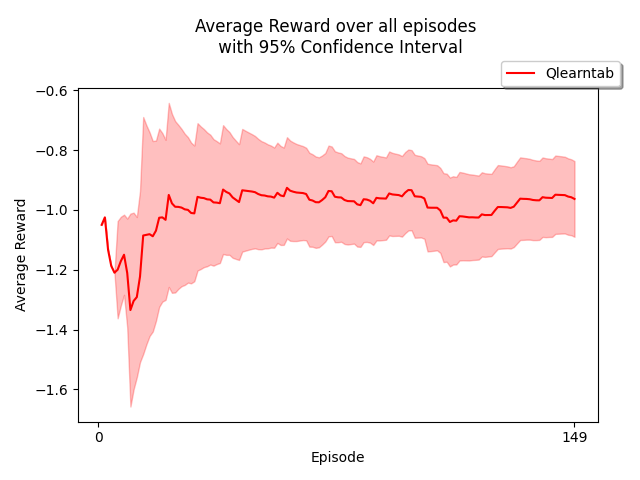 Average Reward over all episodes
with 95% Confidence Interval
Qlearntab
−0.6
−0.8
−1.0
−1.2
−1.4
−1.6
Average Reward
0
149
Episode